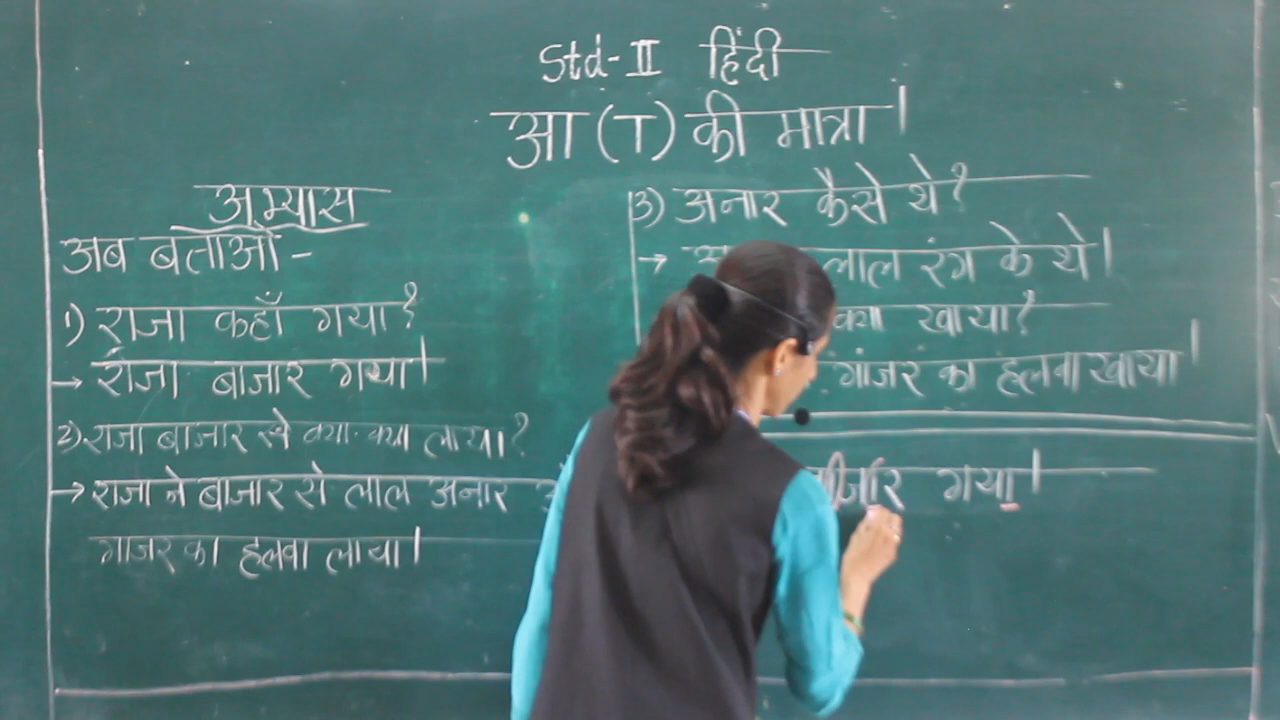 Std-II हिंदी
आ (ा) की मात्रा।
अभ्यास
अब बताओ -
1) राजा कहाँ गया?
→ राजा बाजार गया।
2) राजा बाजार से क्या-क्या लाया?
→ राजा ने बाजार से लाल अनार
गाजर का हलवा लाया।
3) अनार कैसे थे?
→ लाल रंग के थे।
खाया?
गाजर का हलवा खाया।
गया।